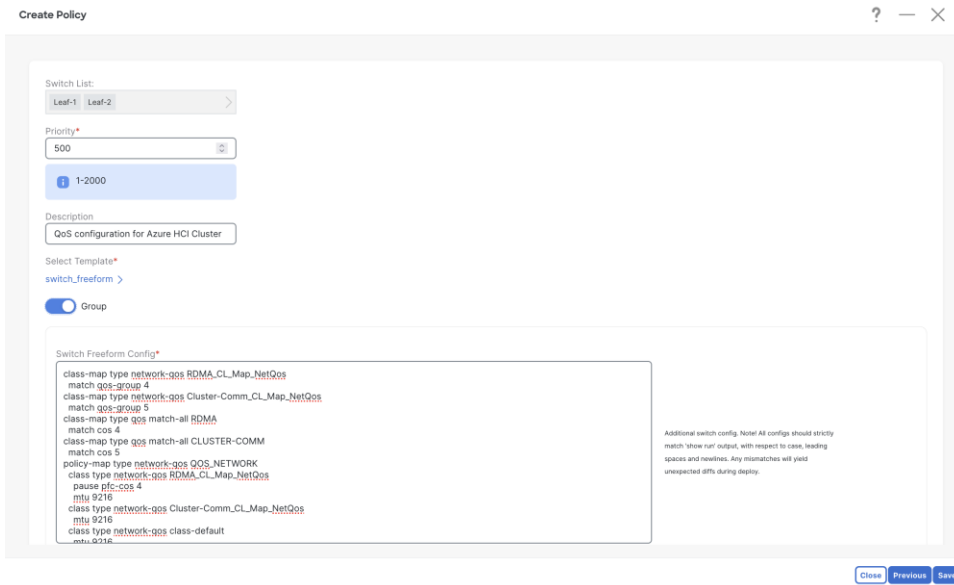 Create Policy
?
Switch List:
Leaf-1 Leaf-2
Priority*
500
1-2000
Description
QoS configuration for Azure HCI Cluster
Select Template*
switch_freeform
Group
Switch Freeform Config*
class-map type network-qos RDMA_CL_Map_NetQos
match qos-group 4
class-map type network-qos Cluster-Comm_CL_Map_NetQos
match qos-group 5
class-map type qos match-all RDMA
match cos 4
class-map type qos match-all CLUSTER-COMM
match cos 5
policy-map type network-qos QOS_NETWORK
class type network-qos RDMA_CL_Map_NetQos
pause pfc-cos 4
mtu 9216
class type network-qos Cluster-Comm_CL_Map_NetQos
mtu 9216
class type network-qos class-default
mtu 9216
Additional switch config. Note! All configs should strictly
match 'show run' output, with respect to case, leading
spaces and newlines. Any mismatches will yield
unexpected diffs during deploy.
Close Previous Save